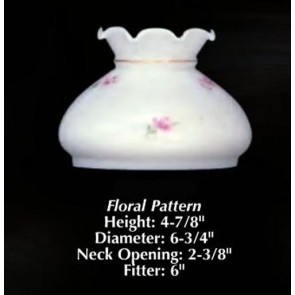 Floral Pattern
Height: 4-7/8"
Diameter: 6-3/4"
Neck Opening: 2-3/8"
Fitter: 6"